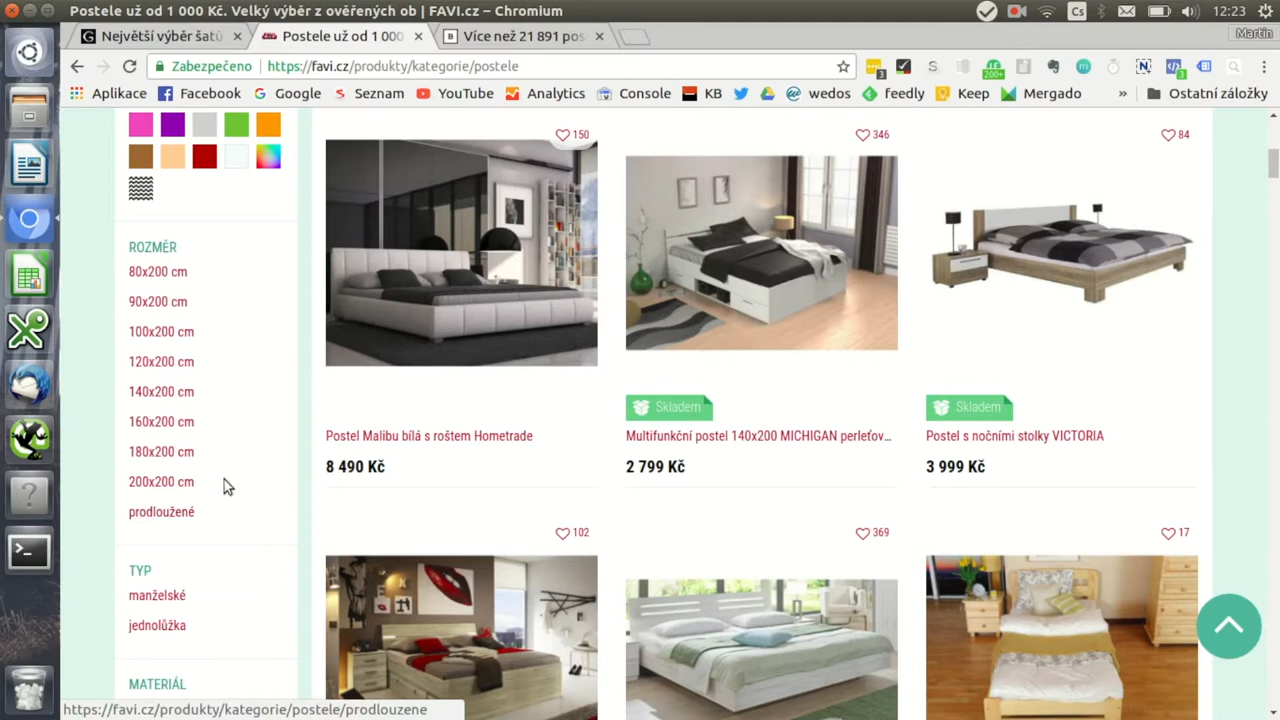 Postele už od 1 000 Kč. Velký výběr z ověřených ob | FAVI.cz – Chromium
Cs
12:23
Největší výběr šatů
Postele už od 1 000
Více než 21 891 pos
Martin
Zabezpečeno
https://favi.cz/produkty/kategorie/postele
3
200+
3
Aplikace
Facebook
Google
Seznam
YouTube
Analytics
Console
KB
wedos
feedly
Keep
Mergado
»
Ostatní záložky
150
346
84
ROZMĚR
80x200 cm
90x200 cm
100x200 cm
120x200 cm
140x200 cm
160x200 cm
180x200 cm
200x200 cm
prodloužené
Skladem
Skladem
Postel Malibu bílá s roštem Hometrade
Multifunkční postel 140x200 MICHIGAN perleťov…
Postel s nočními stolky VICTORIA
8 490 Kč
2 799 Kč
3 999 Kč
102
369
17
TYP
manželské
jednolůžka
MATERIÁL
https://favi.cz/produkty/kategorie/postele/prodlouzene